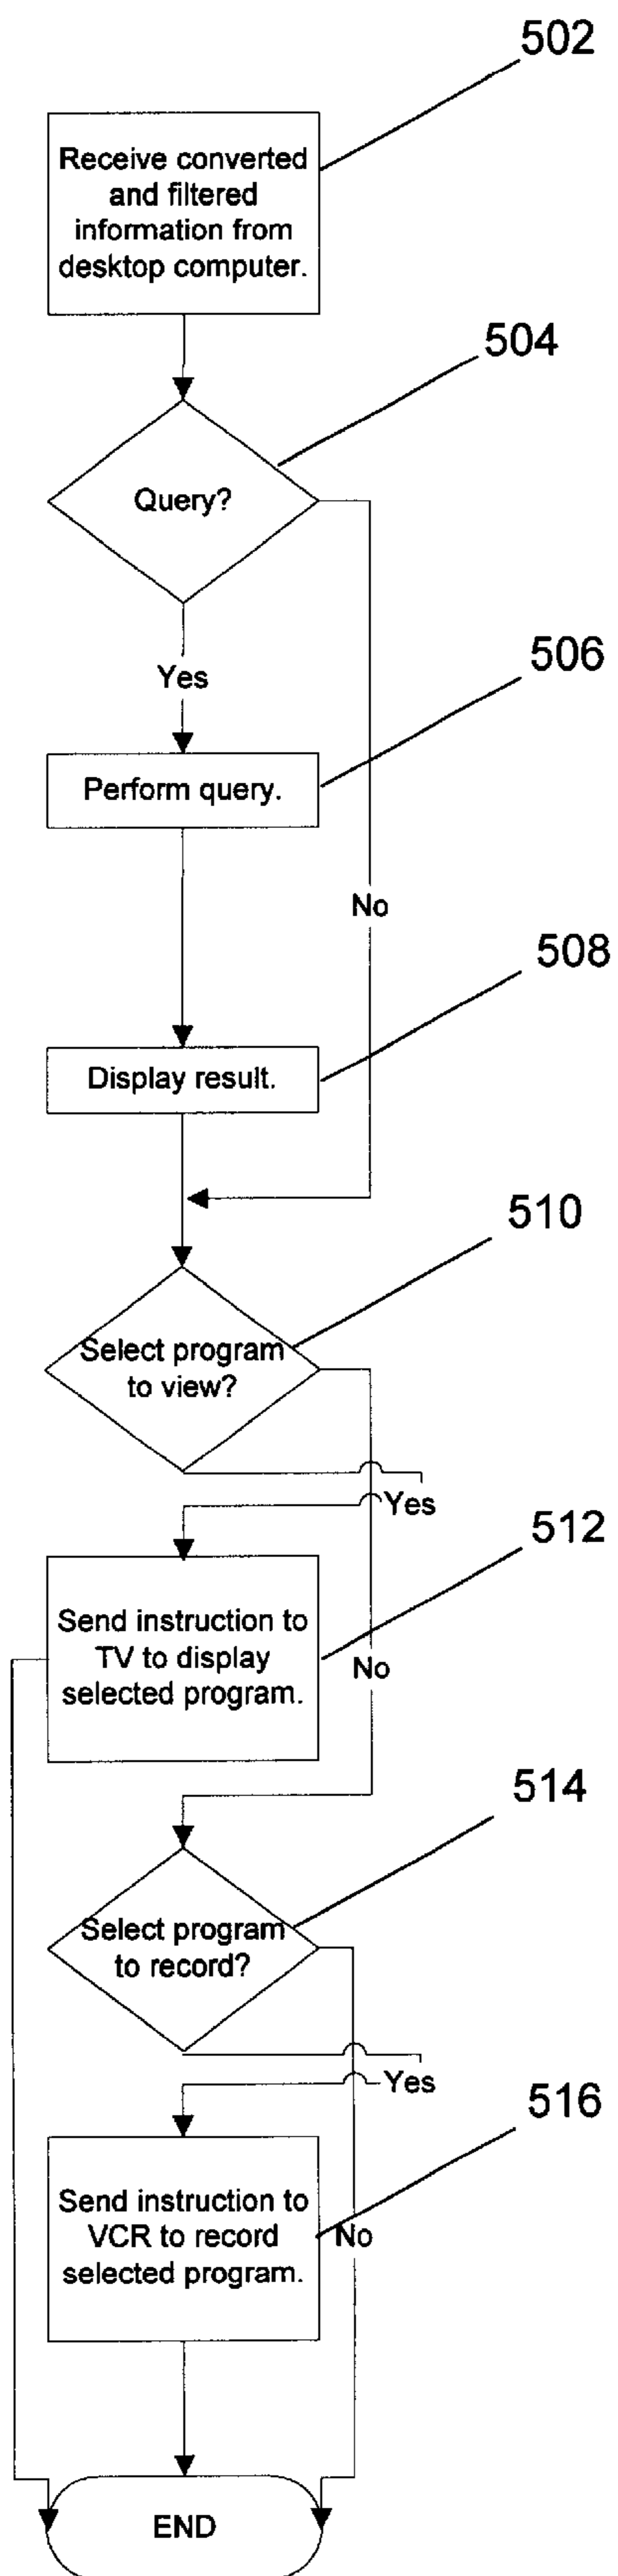 502
Receive converted
and filtered
information from
desktop computer.
504
Query?
Yes
506
Perform query.
No
508
Display result.
510
Select program
to view?
Yes
512
Send instruction to
TV to display
selected program.
No
514
Select program
to record?
Yes
516
Send instruction to
VCR to record
selected program.
No
END